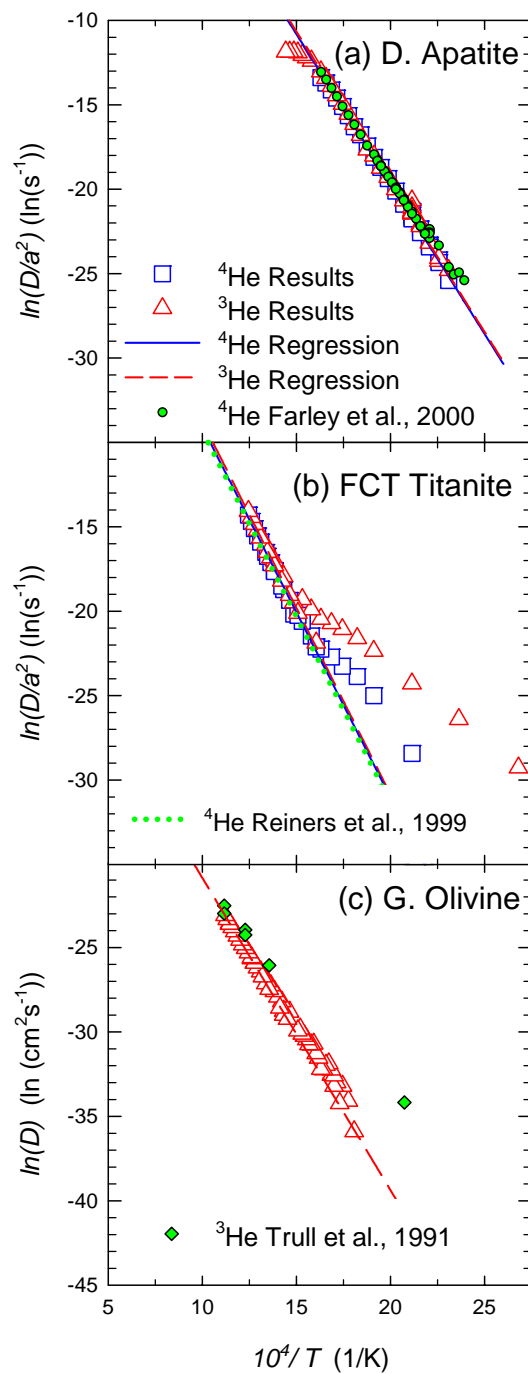 -10
(a) D. Apatite
-15
-20
ln(D/a²) (ln(s⁻¹)
-25
⁴He Results
³He Results
⁴He Regression
-30
³He Regression
⁴He Farley et al., 2000
(b) FCT Titanite
-15
-20
ln(D/a²) (ln(s⁻¹)
-25
-30
⁴He Reiners et al., 1999
(c) G. Olivine
-25
-30
ln(D) (ln (cm²s⁻¹)
-35
-40
³He Trull et al., 1991
-45
5 10 15 20 25
10⁴/ T (1/K)